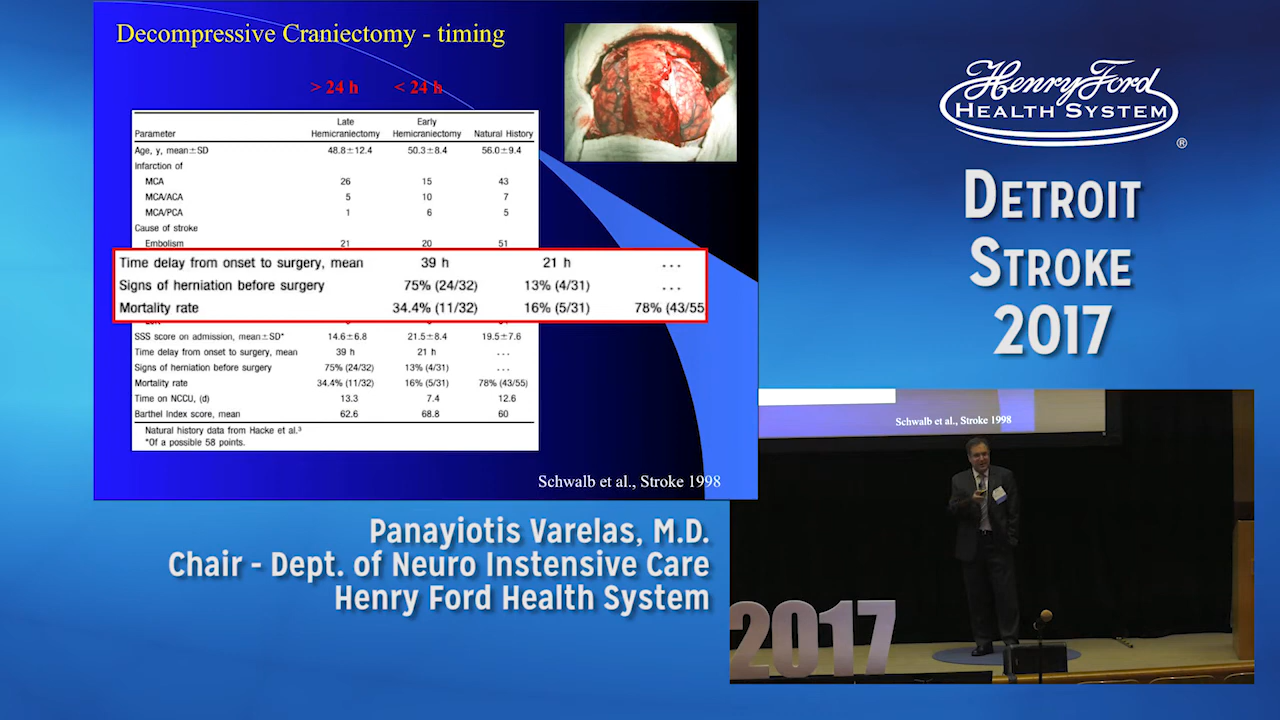 Decompressive Craniectomy - timing
> 24 h < 24 h
Late Early
Parameter Hemicraniectomy Hemicraniectomy Natural History
Age, y, mean±SD 48.8±12.4 50.3±8.4 56.0±9.4
Infarction of
MCA 26 15 43
MCA/ACA 5 10 7
MCA/PCA 1 6 5
Cause of stroke
Embolism 21 20 51
Time delay from onset to surgery, mean 39 h 21 h ...
Signs of herniation before surgery 75% (24/32) 13% (4/31) ...
Mortality rate 34.4% (11/32) 16% (5/31) 78% (43/55
SSS score on admission, mean±SD* 14.6±6.8 21.5±8.4 19.5±7.6
Time delay from onset to surgery, mean 39 h 21 h ...
Signs of herniation before surgery 75% (24/32) 13% (4/31) ...
Mortality rate 34.4% (11/32) 16% (5/31) 78% (43/55)
Time on NCCU, (d) 13.3 7.4 12.6
Barthel Index score, mean 62.6 68.8 60
Natural history data from Hacke et al.³
*Of a possible 58 points.
Schwalb et al., Stroke 1998
Henry Ford
HEALTH SYSTEM®
DETROIT
STROKE
2017
Schwalb et al., Stroke 1998
2017
Panayiotis Varelas, M.D.
Chair - Dept. of Neuro Instensive Care
Henry Ford Health System